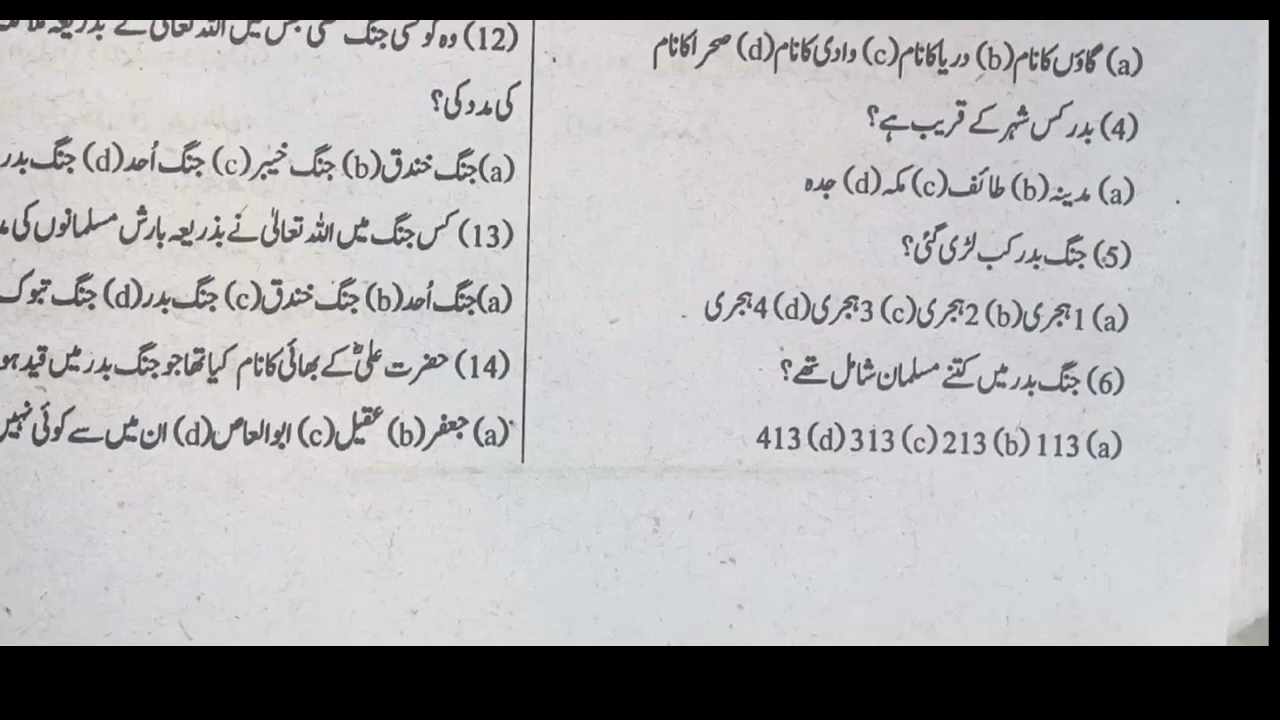 (a) گاؤں کا نام (b) دریا کا نام (c) وادی کا نام (d) صحرا کا نام
(4) بدر کس شہر کے قریب ہے؟
(a) مدینہ (b) طائف (c) مکہ (d) جدہ
(5) جنگ بدر کب لڑی گئی؟
(a) 1 ہجری (b) 2 ہجری (c) 3 ہجری (d) 4 ہجری
(6) جنگ بدر میں کتنے مسلمان شامل تھے؟
(a) 113 (b) 213 (c) 313 (d) 413
(12) وہ کونسی جنگ تھی جس میں اللہ تعالیٰ نے بذریعہ
کی مدد کی؟
(a) جنگ خندق (b) جنگ خیبر (c) جنگ اُحد (d) جنگ بدر
(13) کس جنگ میں اللہ تعالیٰ نے بذریعہ بارش مسلمانوں کی
(a) جنگ اُحد (b) جنگ خندق (c) جنگ بدر (d) جنگ تبوک
(14) حضرت علیؓ کے بھائی کا نام کیا تھا جو جنگ بدر میں قید
(a) جعفر (b) عقیل (c) ابوالعاص (d) ان میں سے کوئی نہیں